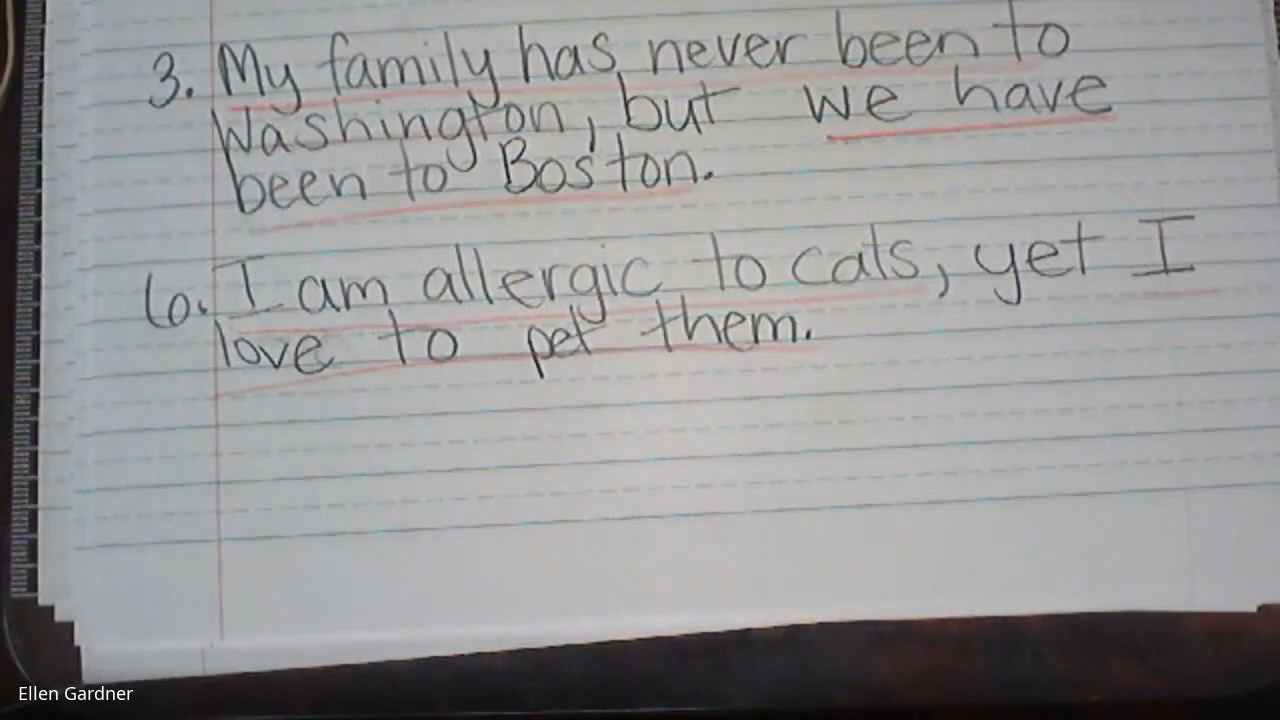 3. My family has never been to
Washington, but we have
been to Boston.
6. I am allergic to cats, yet I
love to pet them.
Ellen Gardner